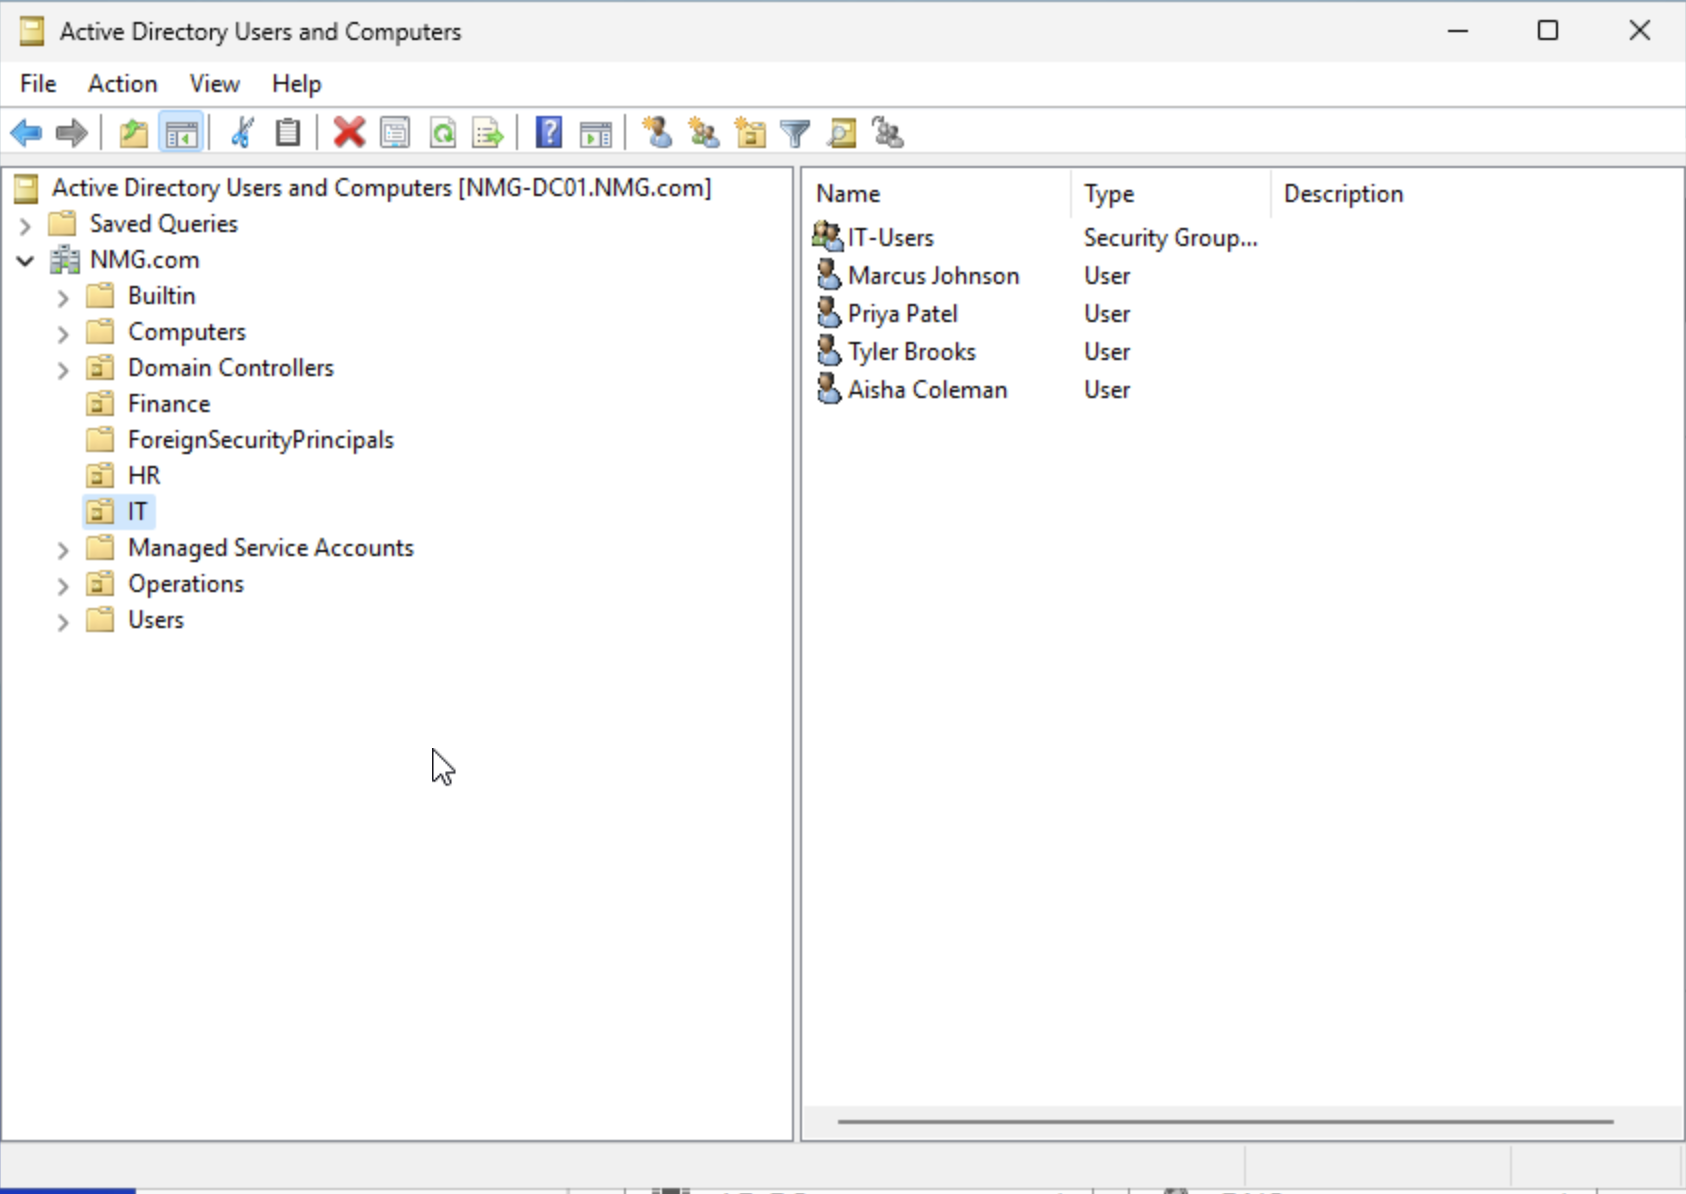 Active Directory Users and Computers
File Action View Help
Active Directory Users and Computers [NMG-DC01.NMG.com]
Saved Queries
NMG.com
Builtin
Computers
Domain Controllers
Finance
ForeignSecurityPrincipals
HR
IT
Managed Service Accounts
Operations
Users
Name Type Description
IT-Users Security Group...
Marcus Johnson User
Priya Patel User
Tyler Brooks User
Aisha Coleman User